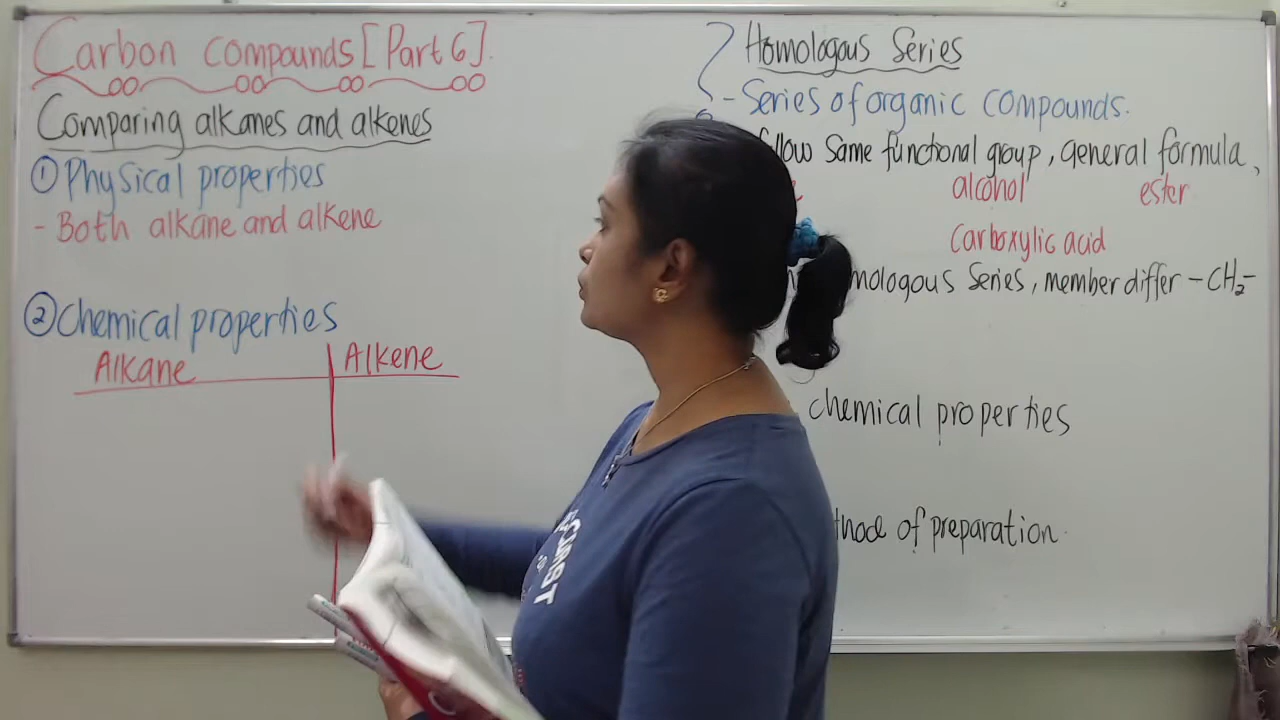 Carbon Compounds [Part 6].
Comparing alkanes and alkenes
① Physical properties
- Both alkane and alkene
② Chemical properties
Alkane Alkene
Homologous Series
- Series of organic compounds.
Same functional group, general formula,
alcohol ester
Carboxylic acid
Series, member differ -CH2-
chemical properties
of preparation.